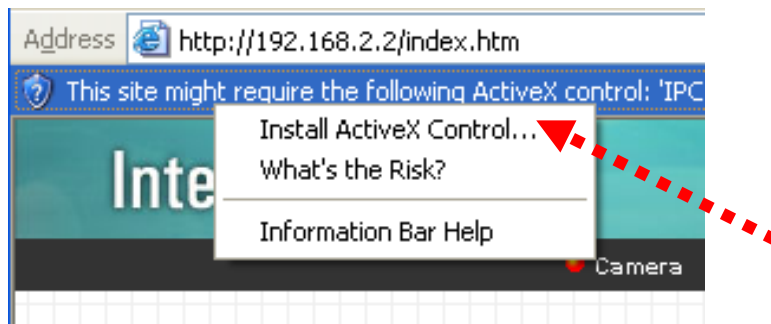 Address http://192.168.2.2/index.htm
This site might require the following ActiveX control: 'IPC
Install ActiveX Control...
What's the Risk?
Information Bar Help
Inte
Camera